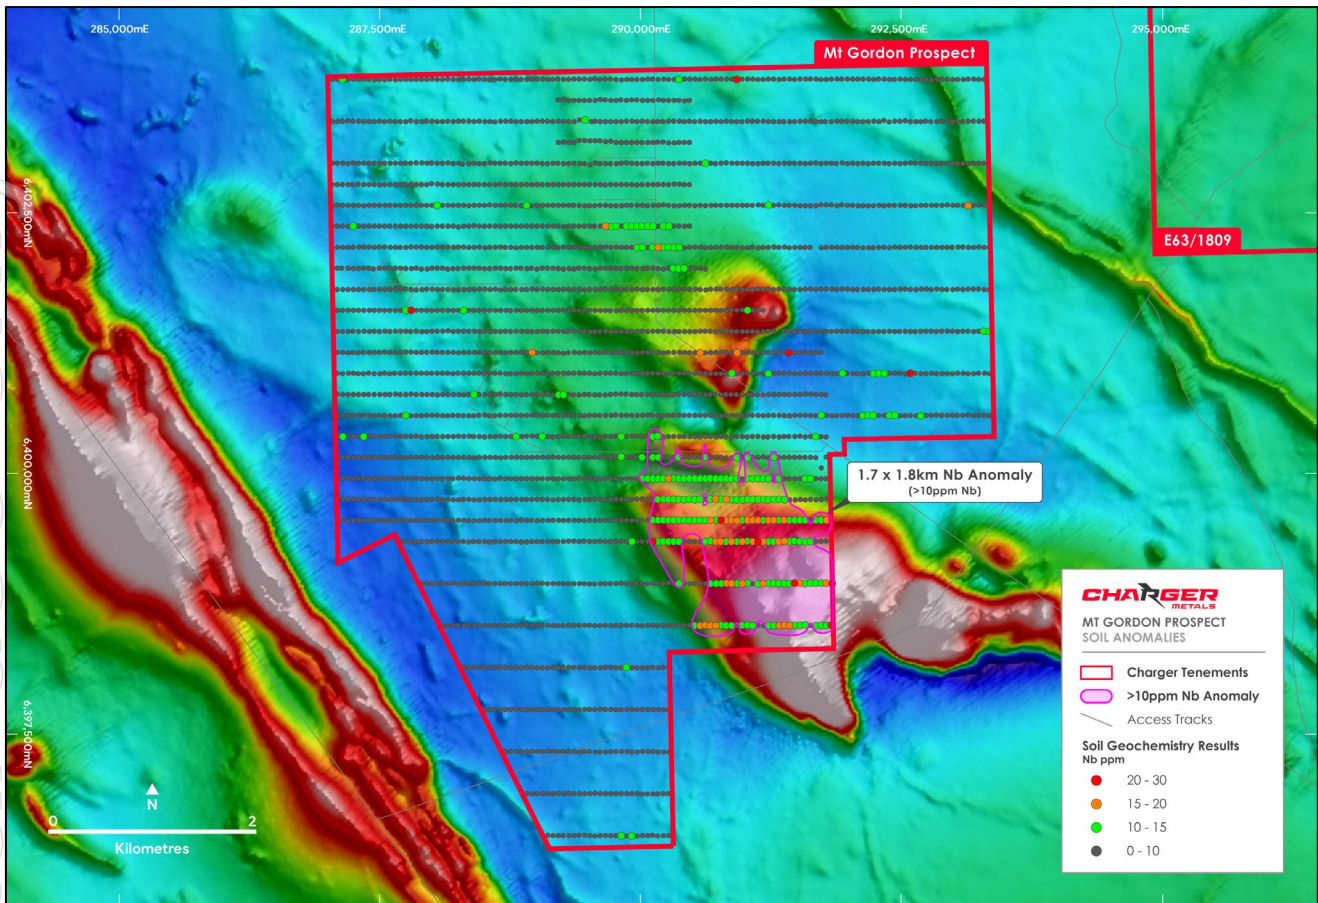 285,000mE
287,500mE
290,000mE
292,500mE
295,000mE
Mt Gordon Prospect
6,402,500mN
E63/1809
6,400,000mN
1.7 x 1.8km Nb Anomaly
(>10ppm Nb)
6,397,500mN
N
0 2
Kilometres
CHARGER
METALS
MT GORDON PROSPECT
SOIL ANOMALIES
Charger Tenements
>10ppm Nb Anomaly
Access Tracks
Soil Geochemistry Results
Nb ppm
20 - 30
15 - 20
10 - 15
0 - 10